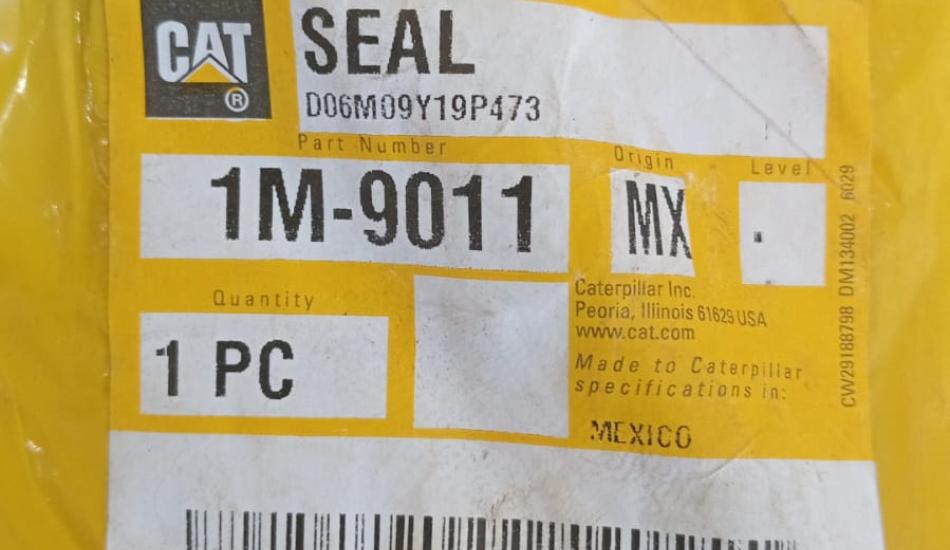 CAT
®
SEAL
D06M09Y19P473
Part Number
Origin
Level
1M-9011
MX
.
Quantity
1 PC
Caterpillar Inc.
Peoria, Illinois 61629 USA
www.cat.com
Made to Caterpillar
specifications in:
MEXICO
CW29188798 DM134002 6029